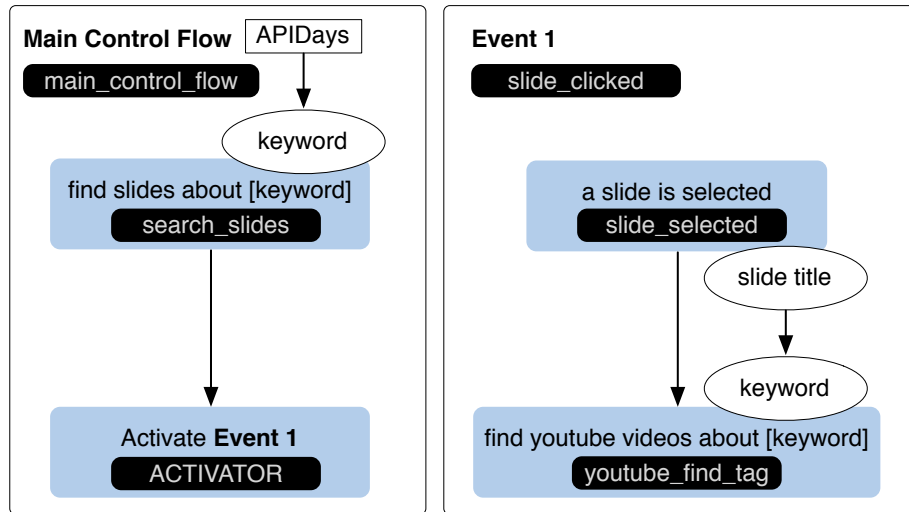 Main Control Flow
APIDays
main_control_flow
keyword
find slides about [keyword]
search_slides
Activate Event 1
ACTIVATOR
Event 1
slide_clicked
a slide is selected
slide_selected
slide title
keyword
find youtube videos about [keyword]
youtube_find_tag